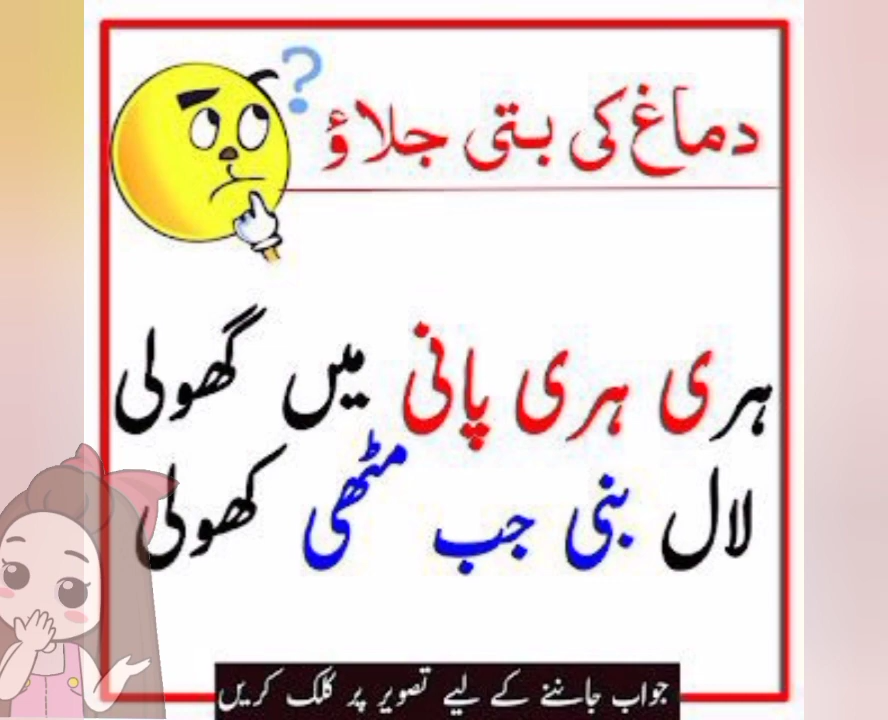 ?
دماغ کی بتی جلاؤ
ہری ہری پانی میں گھولی
لال بنی جب مٹھی کھولی
جواب جاننے کے لیے تصویر پر کلک کریں